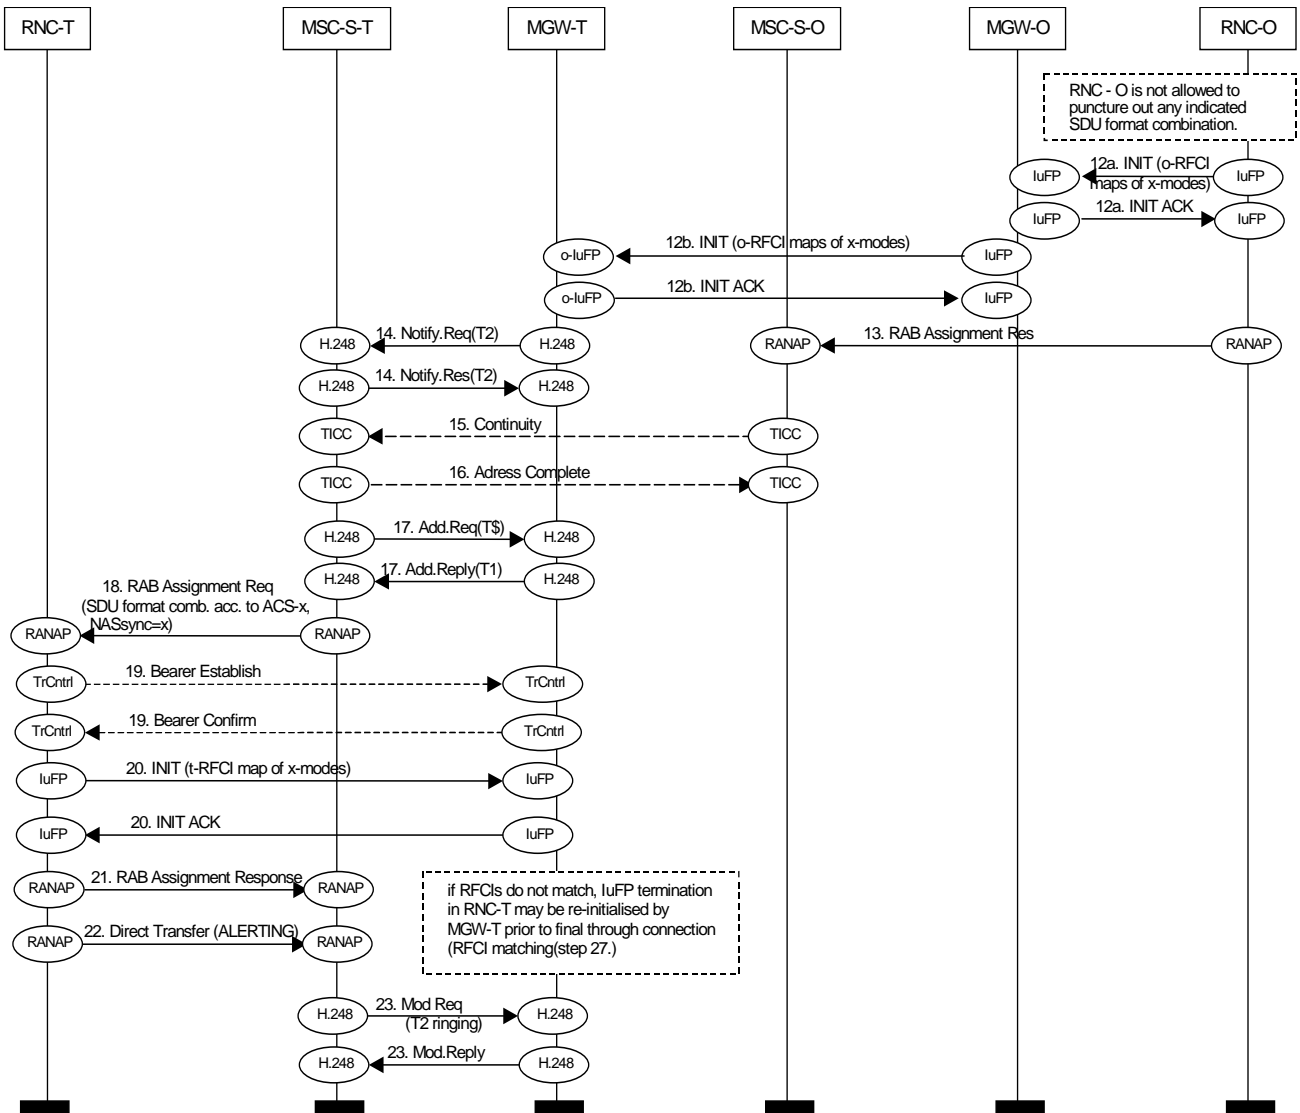 RNC-T
MSC-S-T
MGW-T
MSC-S-O
MGW-O
RNC-O
RNC - O is not allowed to
puncture out any indicated
SDU format combination.
IuFP
12a. INIT (o-RFCI
maps of x-modes)
IuFP
IuFP
12a. INIT ACK
IuFP
o-IuFP
12b. INIT (o-RFCI maps of x-modes)
IuFP
o-IuFP
12b. INIT ACK
IuFP
H.248
14. Notify.Req(T2)
H.248
RANAP
13. RAB Assignment Res
RANAP
H.248
14. Notify.Res(T2)
H.248
TICC
15. Continuity
TICC
TICC
16. Adress Complete
TICC
H.248
17. Add.Req(T$)
H.248
H.248
17. Add.Reply(T1)
H.248
18. RAB Assignment Req
(SDU format comb. acc. to ACS-x,
NASsync=x)
RANAP
RANAP
TrCntrl
19. Bearer Establish
TrCntrl
TrCntrl
19. Bearer Confirm
TrCntrl
IuFP
20. INIT (t-RFCI map of x-modes)
IuFP
IuFP
20. INIT ACK
IuFP
RANAP
21. RAB Assignment Response
RANAP
if RFCIs do not match, IuFP termination
in RNC-T may be re-initialised by
MGW-T prior to final through connection
(RFCI matching(step 27.)
RANAP
22. Direct Transfer (ALERTING)
RANAP
H.248
23. Mod Req
(T2 ringing)
H.248
H.248
23. Mod.Reply
H.248